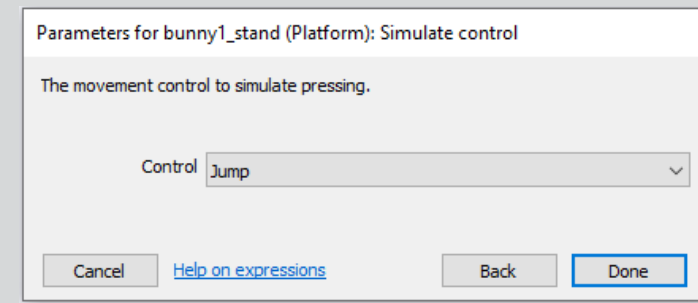 Parameters for bunny1_stand (Platform): Simulate control
The movement control to simulate pressing.
Control Jump
Cancel Help on expressions Back Done